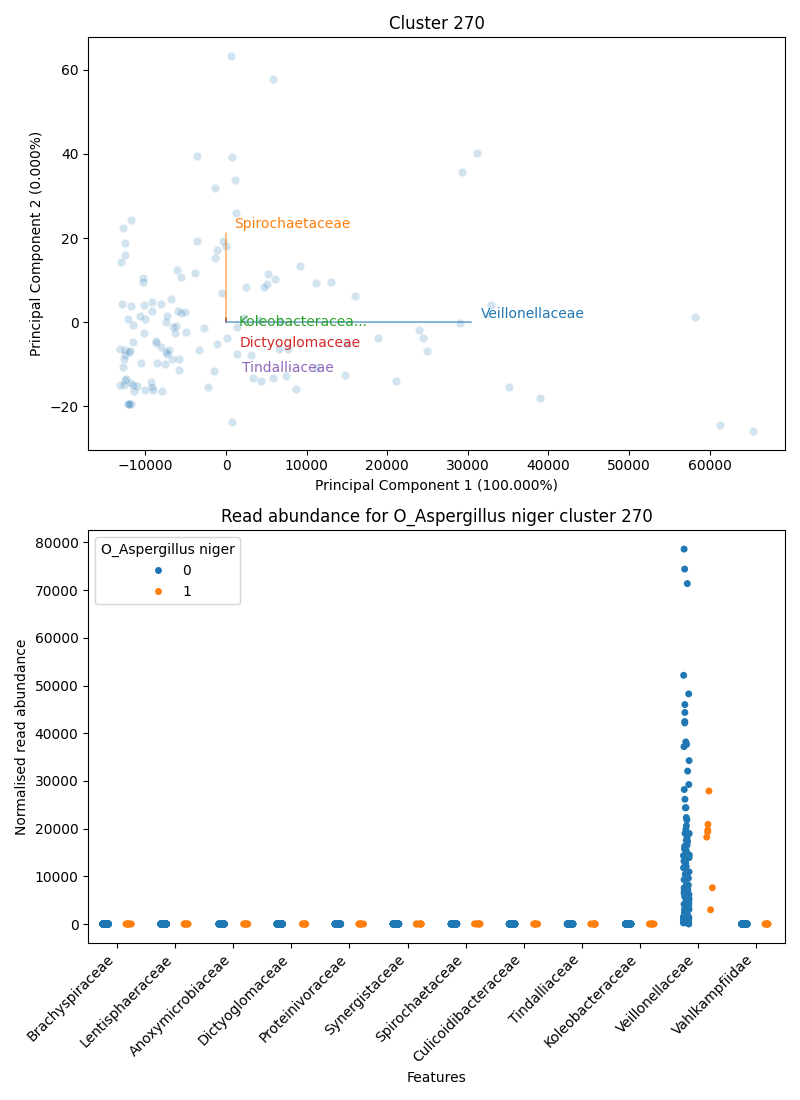 Cluster 270
Principal Component 2 (0.000%)
60
40
20
0
−20
Spirochaetaceae
Veillonellaceae
Koleobacteracea...
Dictyoglomaceae
Tindalliaceae
−10000
0
10000
20000
30000
40000
50000
60000
Principal Component 1 (100.000%)
Read abundance for O_Aspergillus niger cluster 270
Normalised read abundance
80000
70000
60000
50000
40000
30000
20000
10000
0
O_Aspergillus niger
0
1
Brachyspiraceae
Lentisphaeraceae
Anoxymicrobiaceae
Dictyoglomaceae
Proteinivoraceae
Synergistaceae
Spirochaetaceae
Culicoidibacteraceae
Tindalliaceae
Koleobacteraceae
Veillonellaceae
Vahlkampfiidae
Features